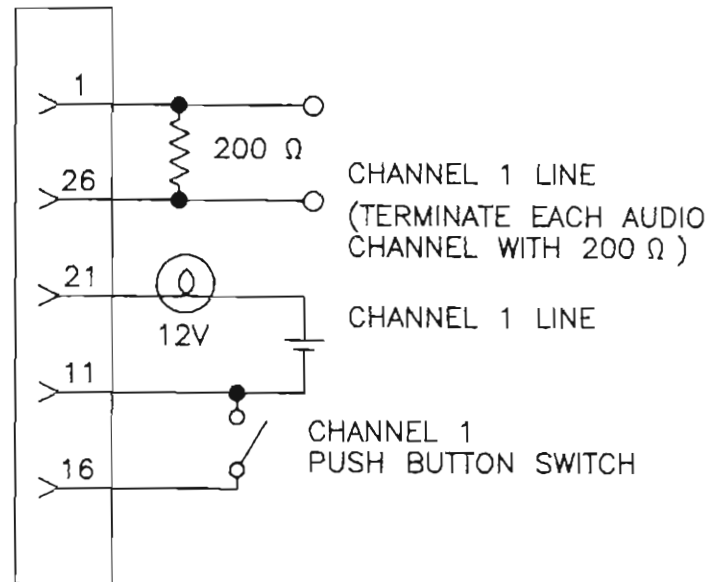 1
200 Ω
26
CHANNEL 1 LINE
(TERMINATE EACH AUDIO
CHANNEL WITH 200 Ω )
21
12V
CHANNEL 1 LINE
11
CHANNEL 1
PUSH BUTTON SWITCH
16